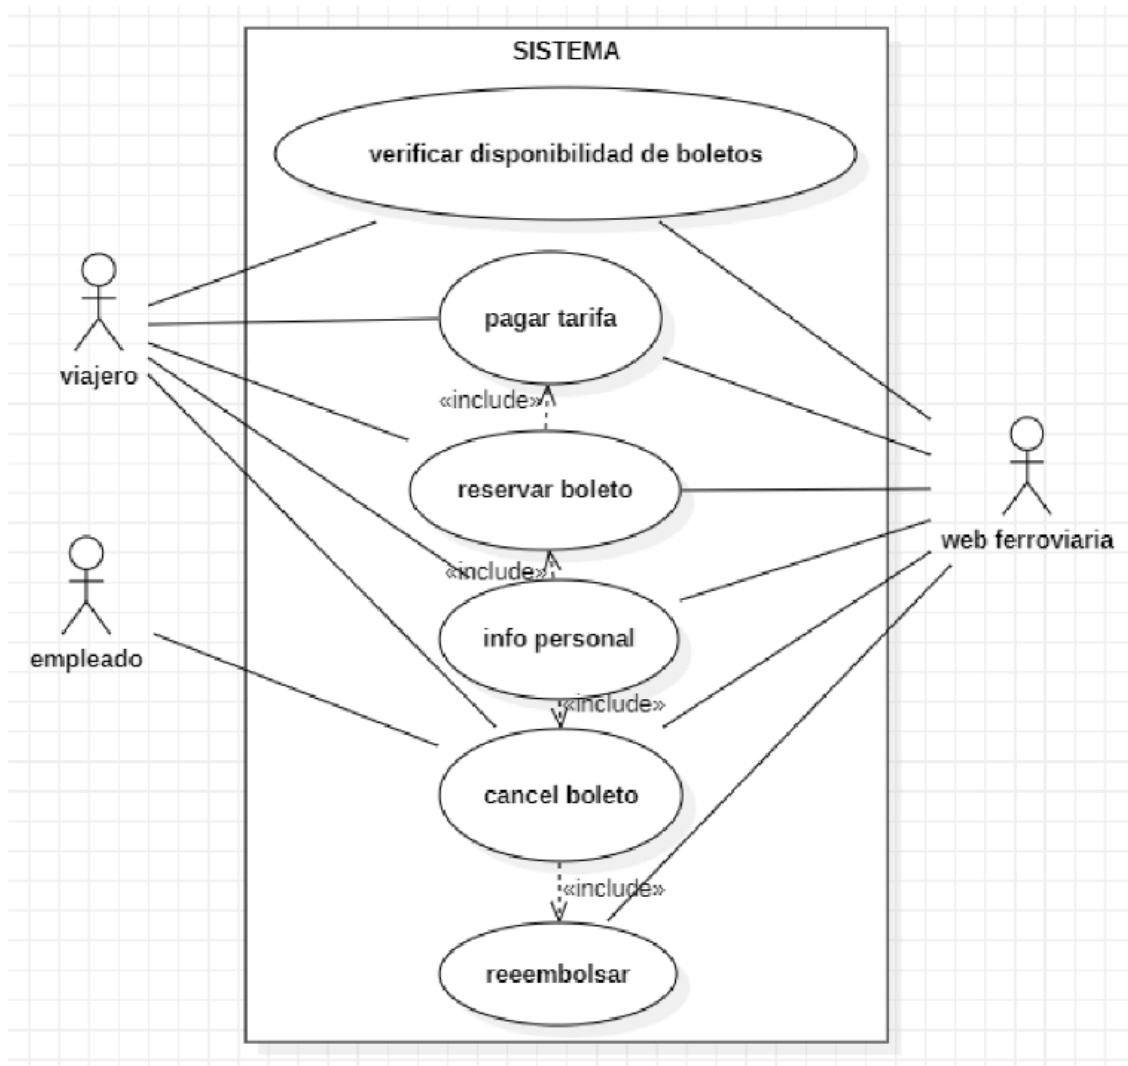 SISTEMA
verificar disponibilidad de boletos
pagar tarifa
viajero
«include»
reservar boleto
web ferroviaria
«include»
info personal
empleado
«include»
cancel boleto
«include»
reeembolsar